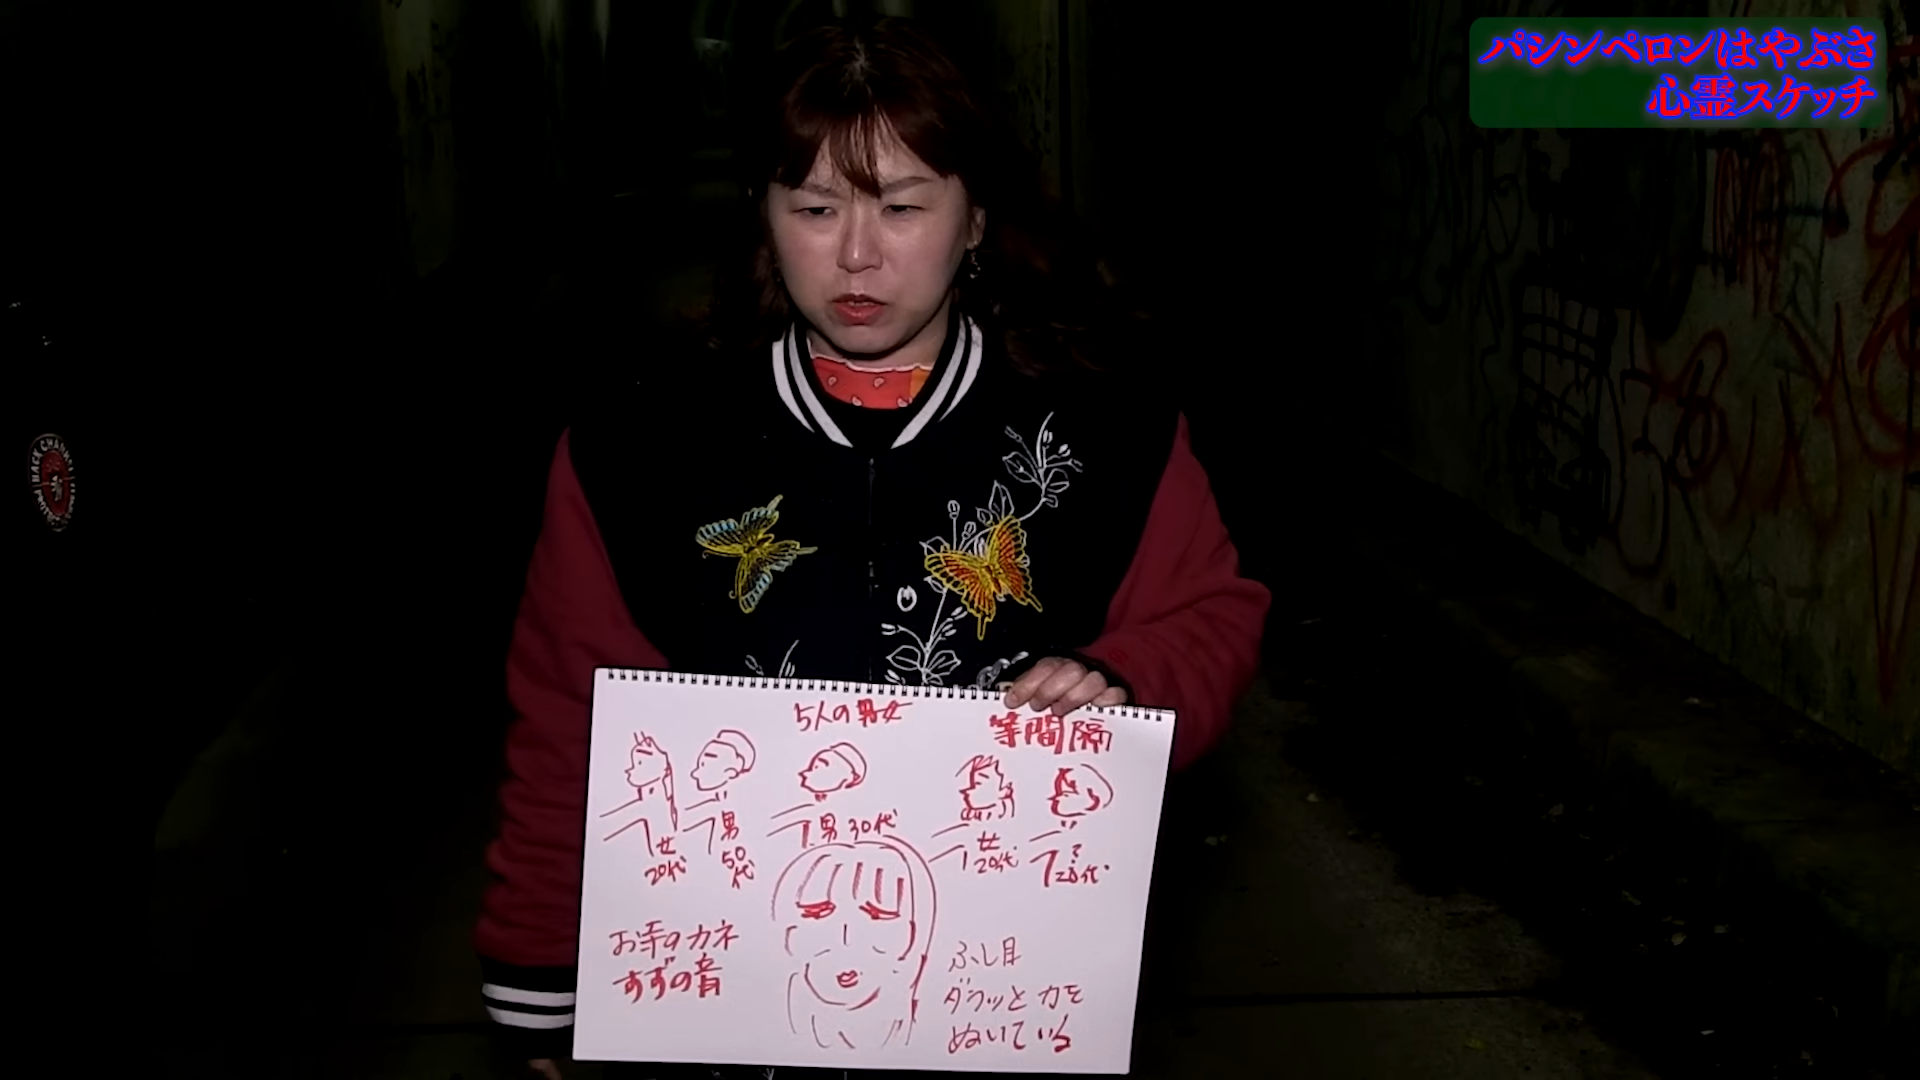 パシンペロンはやぶさ
心霊スケッチ
5人の男女
等間隔
女
20代
男
50
代
男 30代
女
20代
?
20代
お寺のカネ
すずの音
ふし目
ダラッと力を
ぬいている